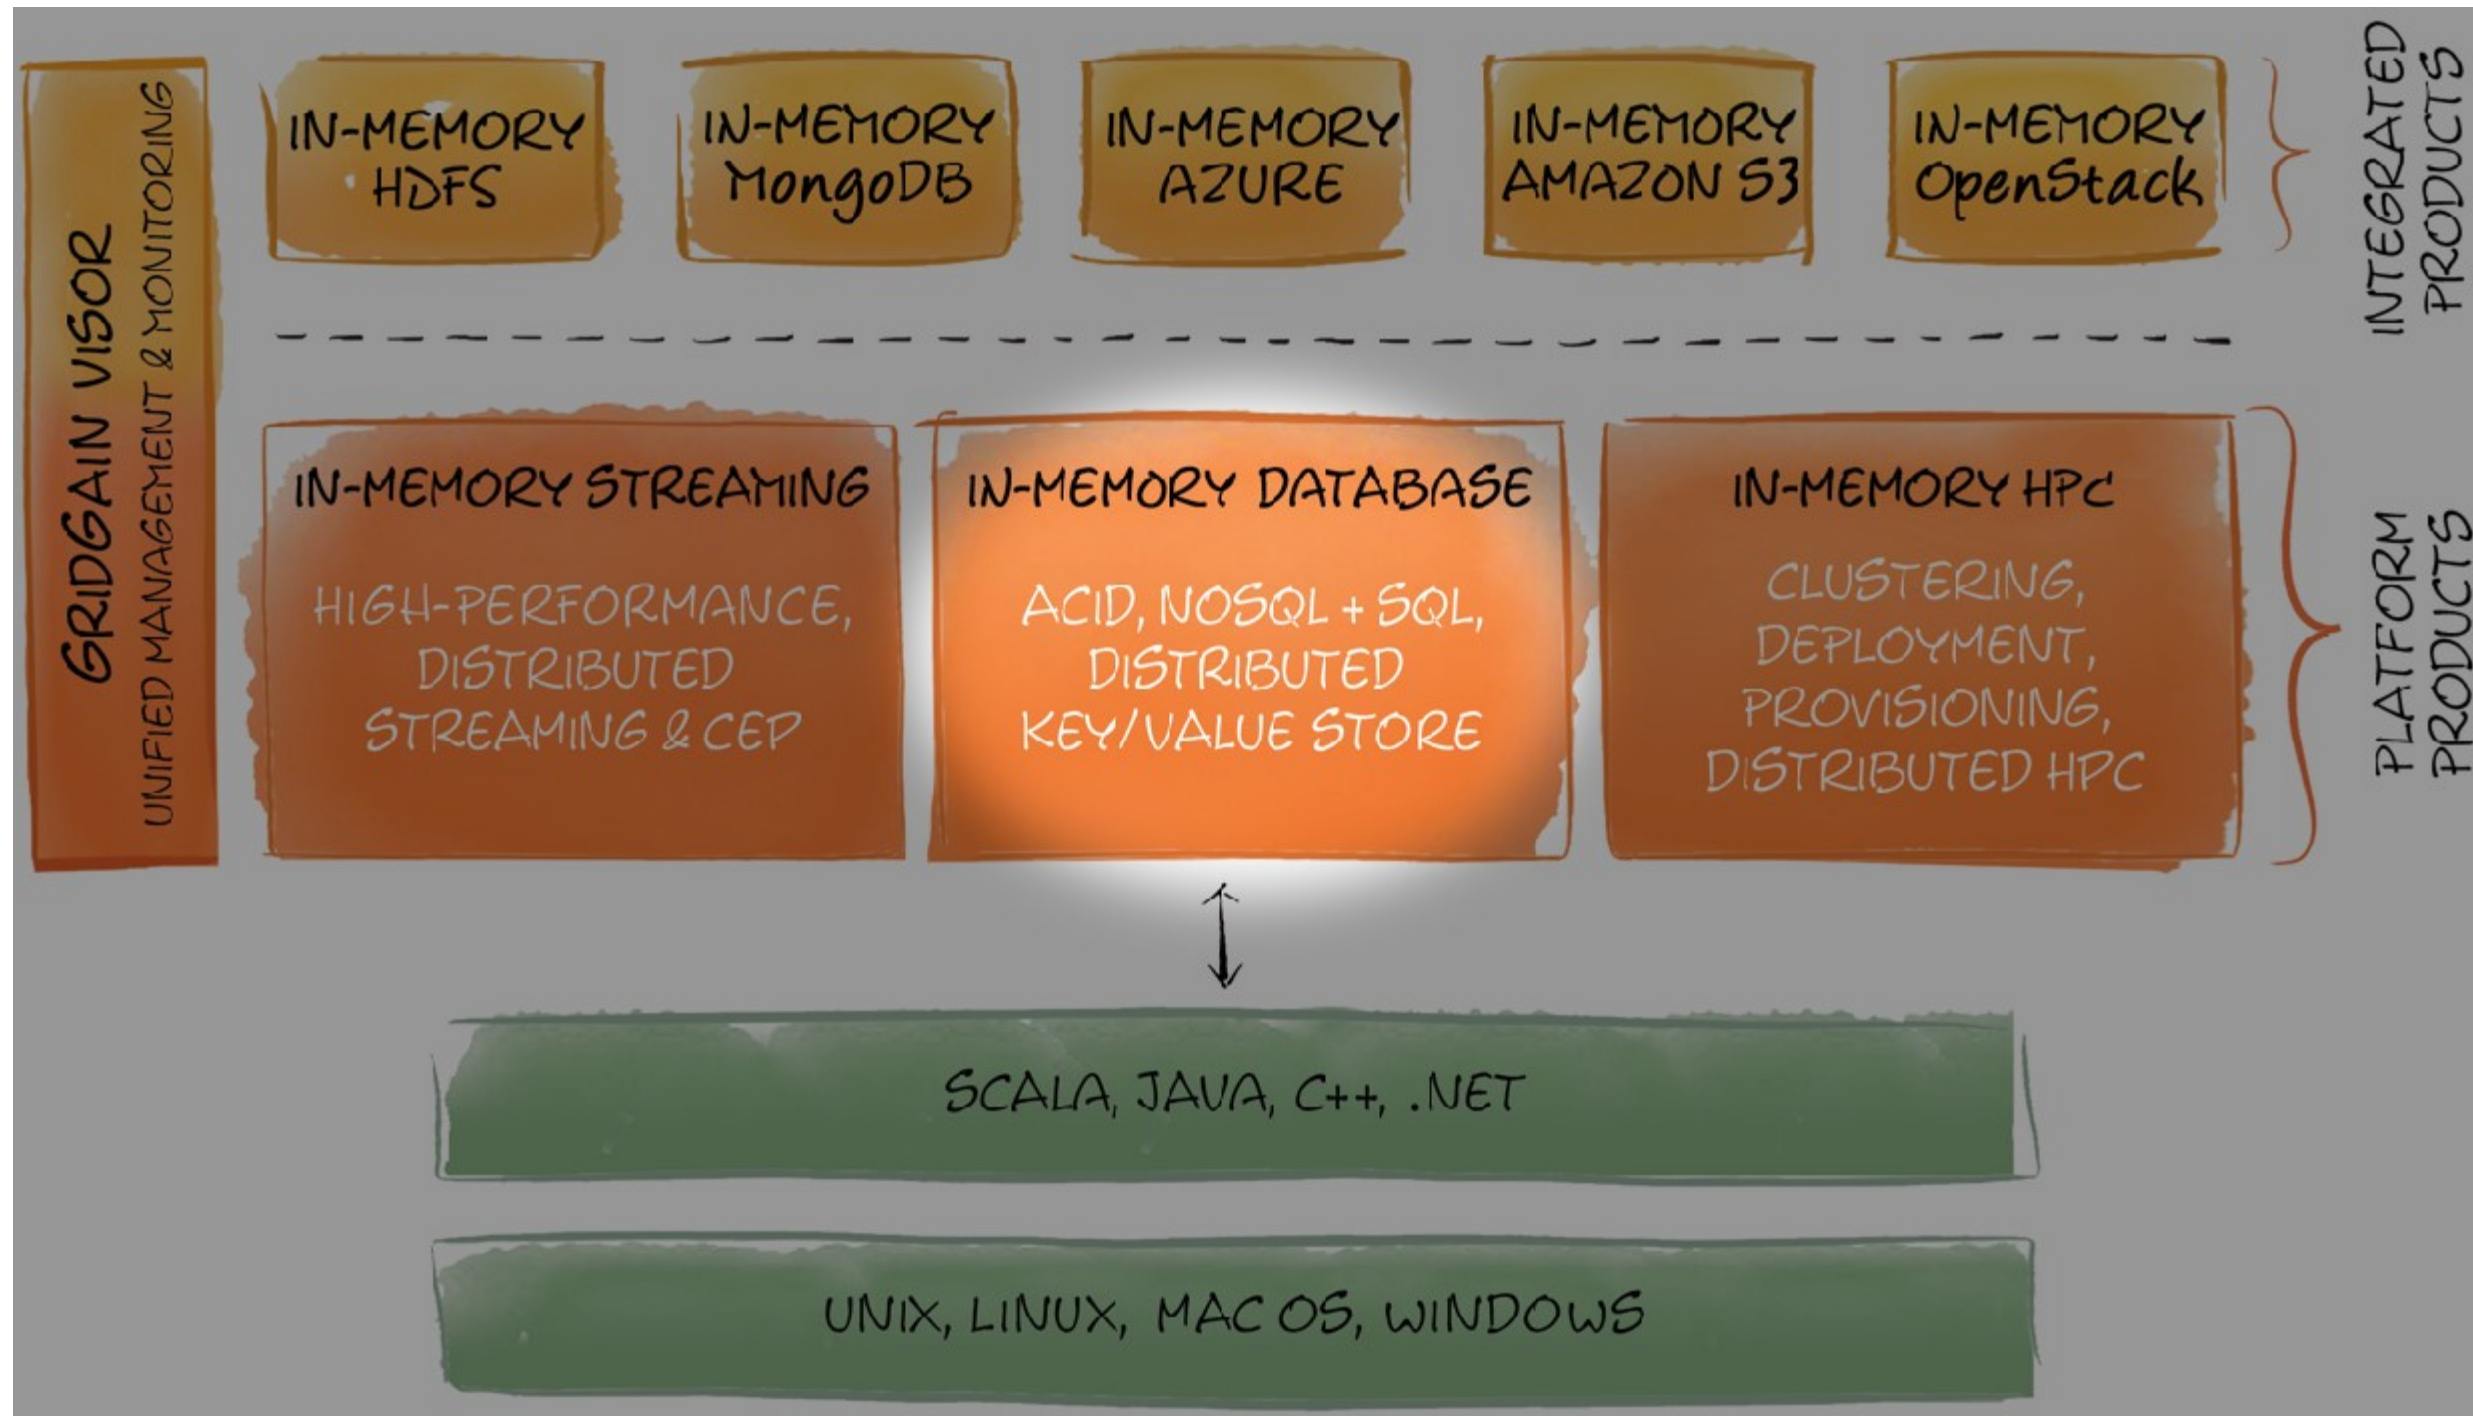 GRIDGAIN VISOR
UNIFIED MANAGEMENT & MONITORING
IN-MEMORY
HDFS
IN-MEMORY
MongoDB
IN-MEMORY
AZURE
IN-MEMORY
AMAZON S3
IN-MEMORY
OpenStack
INTEGRATED
PRODUCTS
IN-MEMORY STREAMING
HIGH-PERFORMANCE,
DISTRIBUTED
STREAMING & CEP
IN-MEMORY DATABASE
ACID, NOSQL + SQL,
DISTRIBUTED
KEY/VALUE STORE
IN-MEMORY HPC
CLUSTERING,
DEPLOYMENT,
PROVISIONING,
DISTRIBUTED HPC
PLATFORM
PRODUCTS
SCALA, JAVA, C++, .NET
UNIX, LINUX, MAC OS, WINDOWS